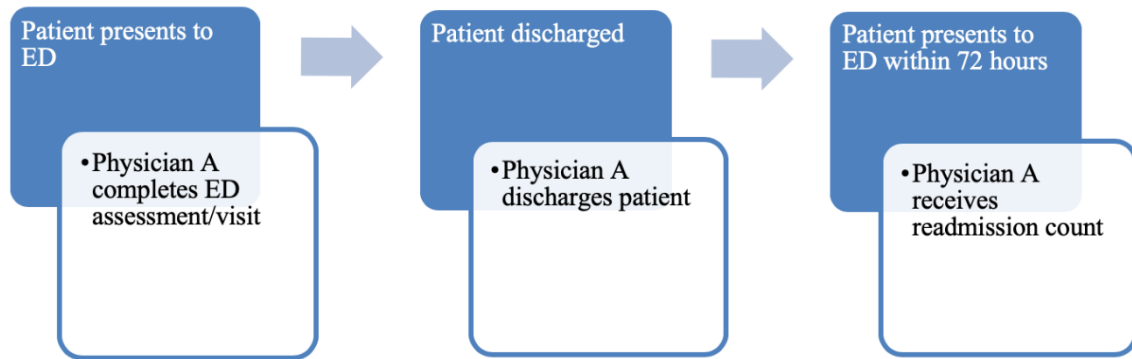 Patient presents to
ED
•Physician A
completes ED
assessment/visit
Patient discharged
•Physician A
discharges patient
Patient presents to
ED within 72 hours
•Physician A
receives
readmission count